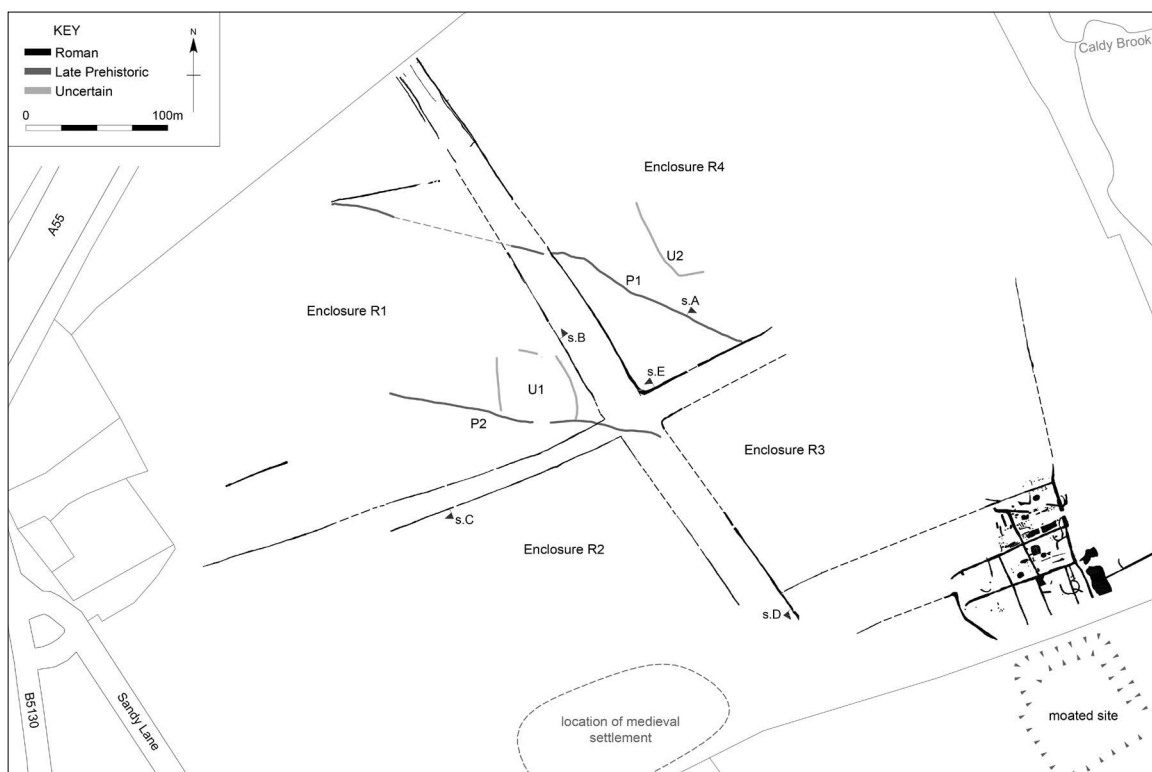 KEY
N
Roman
Late Prehistoric
Uncertain
0
100m
Caldy Brook
A55
Enclosure R4
U2
P1
s.A
Enclosure R1
s.B
s.E
U1
P2
Enclosure R3
s.C
Enclosure R2
s.D
B5130
Sandy Lane
location of medieval
settlement
moated site